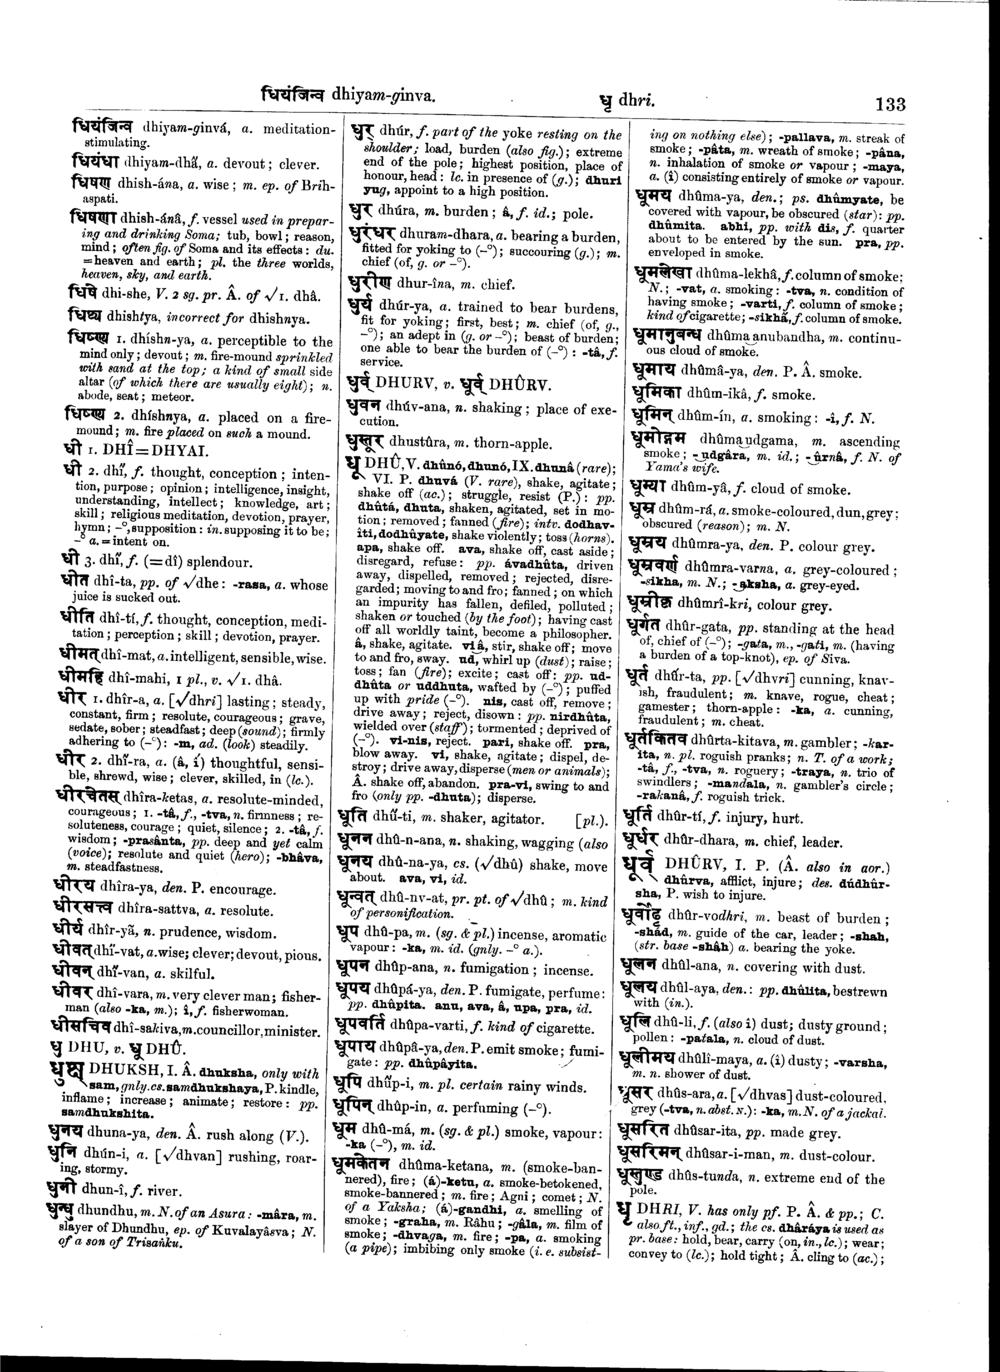 धियंजिन्व dhiyam-ginva.
धृ dhri.
133
धियंजिन्व dhiyam-ginvá, a. meditation-
stimulating.
धियंधा dhiyam-dhấ, a. devout; clever.
धिषण dhish-ána, a. wise; m. ep. of Brih-
aspati.
धिषणा dhish-ánâ, f. vessel used in prepar-
ing and drinking Soma; tub, bowl; reason,
mind; often fig. of Soma and its effects: du.
=heaven and earth; pl. the three worlds,
heaven, sky, and earth.
धिषे dhi-she, V. 2 sg. pr. Â. of √1. dhâ.
धिष्ट्य dhishtya, incorrect for dhishnya.
धिष्ण्य 1. dhíshn-ya, a. perceptible to the
mind only; devout; m. fire-mound sprinkled
with sand at the top; a kind of small side
altar (of which there are usually eight); n.
abode, seat; meteor.
धिष्ण्य 2. dhíshnya, a. placed on a fire-
mound; m. fire placed on such a mound.
धी 1. DHÎ=DHYAI.
धी 2. dhî́, f. thought, conception; inten-
tion, purpose; opinion; intelligence, insight,
understanding, intellect; knowledge, art;
skill; religious meditation, devotion, prayer,
hymn; -°, supposition: in. supposing it to be;
-° a.=intent on.
धी 3. dhî́, f. (=dî) splendour.
धीत dhî-ta, pp. of √dhe: -rasa, a. whose
juice is sucked out.
धीति dhî-tí, f. thought, conception, medi-
tation; perception; skill; devotion, prayer.
धीमत् dhî-mat, a. intelligent, sensible, wise.
धीमहि dhî-mahi, 1 pl., v. √1. dhâ.
धीर 1. dhîr-a, a. [√dhri] lasting; steady,
constant, firm; resolute, courageous; grave,
sedate, sober; steadfast; deep (sound); firmly
adhering to (-°): -m, ad. (look) steadily.
धीर 2. dhî́-ra, a. (â, î) thoughtful, sensi-
ble, shrewd, wise; clever, skilled, in (lc.).
धीरचेतस् dhîra-ketas, a. resolute-minded,
courageous; 1. -tâ, f., -tva, n. firmness; re-
soluteness, courage; quiet, silence; 2. -tâ, f.
wisdom; -prasânta, pp. deep and yet calm
(voice); resolute and quiet (hero); -bhâva,
m. steadfastness.
धीरय dhîra-ya, den. P. encourage.
धीरसत्त्व dhîra-sattva, a. resolute.
धीर्य dhîr-yã, n. prudence, wisdom.
धीवत् dhî́-vat, a. wise; clever; devout, pious.
धीवन् dhî́-van, a. skilful.
धीवर dhî-vara, m. very clever man; fisher-
man (also -ka, m.); î, f. fisherwoman.
धीसचिव dhî-sakiva, m. councillor, minister.
धु DHU, v. धू DHÛ.
धुक्ष् DHUKSH, I. Â. dhuksha, only with
sam, gnly. cs. samdhukshaya, P. kindle,
inflame; increase; animate; restore: pp.
samdhukshita.
धुनय dhuna-ya, den. Â. rush along (V.).
धुनि dhún-i, a. [√dhvan] rushing, roar-
ing, stormy.
धुनी dhun-î, f. river.
धुन्धु dhundhu, m. N. of an Asura: -mâra, m.
slayer of Dhundhu, ep. of Kuvalayâsva; N.
of a son of Trisaṅku.
धुर् dhúr, f. part of the yoke resting on the
shoulder; load, burden (also fig.); extreme
end of the pole; highest position, place of
honour, head: lc. in presence of (g.); dhuri
yug, appoint to a high position.
धुर dhúra, m. burden; â, f. id.; pole.
धुरंधर dhuram-dhara, a. bearing a burden,
fitted for yoking to (-°); succouring (g.); m.
chief (of, g. or -°).
धुरीण dhur-îna, m. chief.
धुर्य dhúr-ya, a. trained to bear burdens,
fit for yoking; first, best; m. chief (of, g.,
-°); an adept in (g. or -°); beast of burden;
one able to bear the burden of (-°): -tâ, f.
service.
धुर्व् DHURV, v. धूर्व् DHÛRV.
धुवन dhúv-ana, n. shaking; place of exe-
cution.
धुस्तूर dhustûra, m. thorn-apple.
धू DHÛ, V. dhûnó, dhunó, IX. dhunâ (rare);
VI. P. dhuvá (V. rare), shake, agitate;
shake off (ac.); struggle, resist (P.): pp.
dhûtá, dhuta, shaken, agitated, set in mo-
tion; removed; fanned (fire); intv. dodhav-
îti, dodhûyate, shake violently; toss (horns).
apa, shake off. ava, shake off, cast aside;
disregard, refuse: pp. ávadhûta, driven
away, dispelled, removed; rejected, disre-
garded; moving to and fro; fanned; on which
an impurity has fallen, defiled, polluted;
shaken or touched (by the foot); having cast
off all worldly taint, become a philosopher.
â, shake, agitate. viâ, stir, shake off; move
to and fro, sway. ud, whirl up (dust); raise;
toss; fan (fire); excite; cast off: pp. ud-
dhûta or uddhuta, wafted by (-°); puffed
up with pride (-°). nis, cast off, remove;
drive away; reject, disown: pp. nirdhûta,
wielded over (staff); tormented; deprived of
(-°). vi-nis, reject. pari, shake off. pra,
blow away. vi, shake, agitate; dispel, de-
stroy; drive away, disperse (men or animals);
Â. shake off, abandon. pra-vi, swing to and
fro (only pp. -dhuta); disperse.
धूति dhû́-ti, m. shaker, agitator. [pl.).
धूनन dhû-n-ana, n. shaking, wagging (also
धूनय dhû-na-ya, cs. (√dhû) shake, move
about. ava, vi, id.
धून्वत् dhû-nv-at, pr. pt. of √dhû; m. kind
of personification.
धूप dhû-pa, m. (sg. & pl.) incense, aromatic
vapour: -ka, m. id. (gnly. -° a.).
धूपन dhûp-ana, n. fumigation; incense.
धूपय dhûpá-ya, den. P. fumigate, perfume:
pp. dhûpita. anu, ava, â, upa, pra, id.
धूपवर्ति dhûpa-varti, f. kind of cigarette.
धूपाय dhûpâ-ya, den. P. emit smoke; fumi-
gate: pp. dhûpâyita.
धूपि dhû́p-i, m. pl. certain rainy winds.
धूपिन् dhûp-in, a. perfuming (-°).
धूम dhû-má, m. (sg. & pl.) smoke, vapour:
-ka (-°), m. id.
धूमकेतन dhûma-ketana, m. (smoke-ban-
nered), fire; (á)-ketu, a. smoke-betokened,
smoke-bannered; m. fire; Agni; comet; N.
of a Yaksha; (á)-gandhi, a. smelling of
smoke; -graha, m. Râhu; -gâla, m. film of
smoke; -dhvaga, m. fire; -pa, a. smoking
(a pipe); imbibing only smoke (i. e. subsist-
ing on nothing else); -pallava, m. streak of
smoke; -pâta, m. wreath of smoke; -pâna,
n. inhalation of smoke or vapour; -maya,
a. (î) consisting entirely of smoke or vapour.
धूमय dhûma-ya, den.; ps. dhûmyate, be
covered with vapour, be obscured (star): pp.
dhûmita. abhi, pp. with dis, f. quarter
about to be entered by the sun. pra, pp.
enveloped in smoke.
धूमलेखा dhûma-lekhâ, f. column of smoke;
N.; -vat, a. smoking: -tva, n. condition of
having smoke; -varti, f. column of smoke;
kind of cigarette; -sikhâ, f. column of smoke.
धूमानुबन्ध dhûma anubandha, m. continu-
ous cloud of smoke.
धूमाय dhûmâ-ya, den. P. Â. smoke.
धूमिका dhûm-ikâ, f. smoke.
धूमिन् dhûm-ín, a. smoking: -î, f. N.
धूमोद्गम dhûma udgama, m. ascending
smoke; -udgâra, m. id.; -ûrnâ, f. N. of
Yama's wife.
धूम्या dhûm-yâ, f. cloud of smoke.
धूम्र dhûm-rá, a. smoke-coloured, dun, grey;
obscured (reason); m. N.
धूम्रय dhûmra-ya, den. P. colour grey.
धूम्रवर्ण dhûmra-varna, a. grey-coloured;
-sikha, m. N.; -aksha, a. grey-eyed.
धूम्रीकृ dhûmrî-kri, colour grey.
धूर्गत dhûr-gata, pp. standing at the head
of, chief of (-°); -gata, m., -gati, m. (having
a burden of a top-knot), ep. of Siva.
धूर्त dhûr-ta, pp. [√dhvri] cunning, knav-
ish, fraudulent; m. knave, rogue, cheat;
gamester; thorn-apple: -ka, a. cunning,
fraudulent; m. cheat.
धूर्तकितव dhûrta-kitava, m. gambler; -kar-
ita, n. pl. roguish pranks; n. T. of a work;
-tâ, f., -tva, n. roguery; -traya, n. trio of
swindlers; -mandala, n. gambler's circle;
-rakanâ, f. roguish trick.
धूर्ति dhûr-tí, f. injury, hurt.
धूर्धर dhûr-dhara, m. chief, leader.
धूर्व् DHÛRV, I. P. (Â. also in aor.)
dhûrva, afflict, injure; des. dúdhûr-
sha, P. wish to injure.
धूर्वोढृ dhûr-vodhri, m. beast of burden;
-shád, m. guide of the car, leader; -shah,
(str. base -shâh) a. bearing the yoke.
धूलन dhûl-ana, n. covering with dust.
धूलय dhûl-aya, den.: pp. dhûlita, bestrewn
with (in.).
धूलि dhû-li, f. (also î) dust; dusty ground;
pollen: -patala, n. cloud of dust.
धूलीमय dhûlî-maya, a. (î) dusty; -varsha,
m. n. shower of dust.
धूसर dhûs-ara, a. [√dhvas] dust-coloured,
grey (-tva, n. abst. N.): -ka, m. N. of a jackal.
धूसरित dhûsar-ita, pp. made grey.
धूसरिमन् dhûsar-i-man, m. dust-colour.
धूस्तुण्ड dhûs-tunda, n. extreme end of the
pole.
धृ DHRI, V. has only pf. P. Â. & pp.; C.
also ft., inf., gd.; the cs. dhâráya is used as
pr. base: hold, bear, carry (on, in., lc.); wear;
convey to (lc.); hold tight; Â. cling to (ac.);